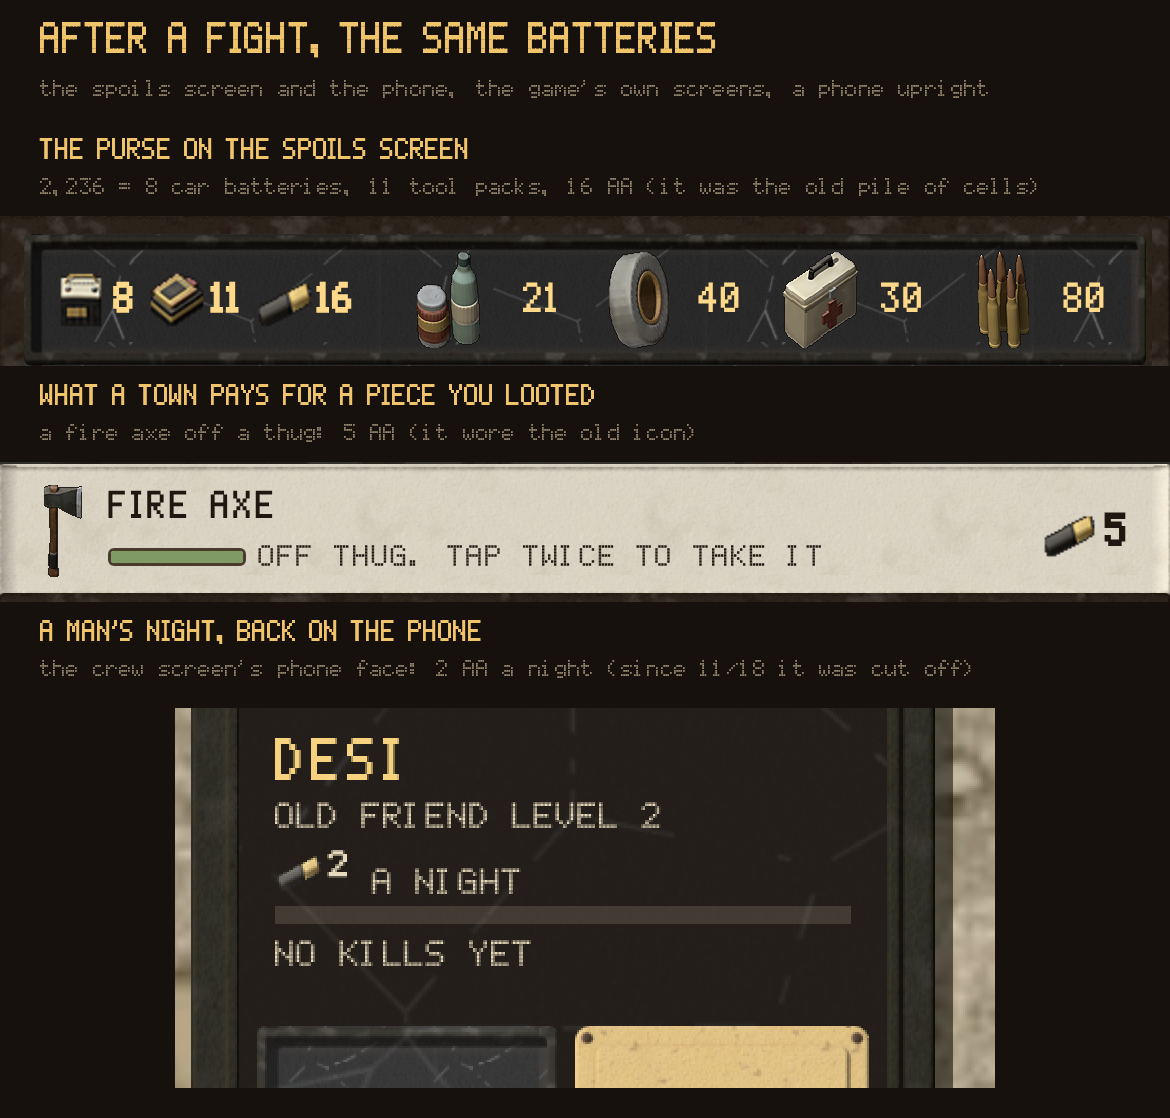 AFTER A FIGHT, THE SAME BATTERIES
the spoils screen and the phone, the game's own screens, a phone upright
THE PURSE ON THE SPOILS SCREEN
2,236 = 8 car batteries, 11 tool packs, 16 AA (it was the old pile of cells)
8 11 16 21 40 30 80
WHAT A TOWN PAYS FOR A PIECE YOU LOOTED
a fire axe off a thug: 5 AA (it wore the old icon)
FIRE AXE
5
OFF THUG. TAP TWICE TO TAKE IT
A MAN'S NIGHT, BACK ON THE PHONE
the crew screen's phone face: 2 AA a night (since 11/18 it was cut off)
DESI
OLD FRIEND LEVEL 2
2 A NIGHT
NO KILLS YET